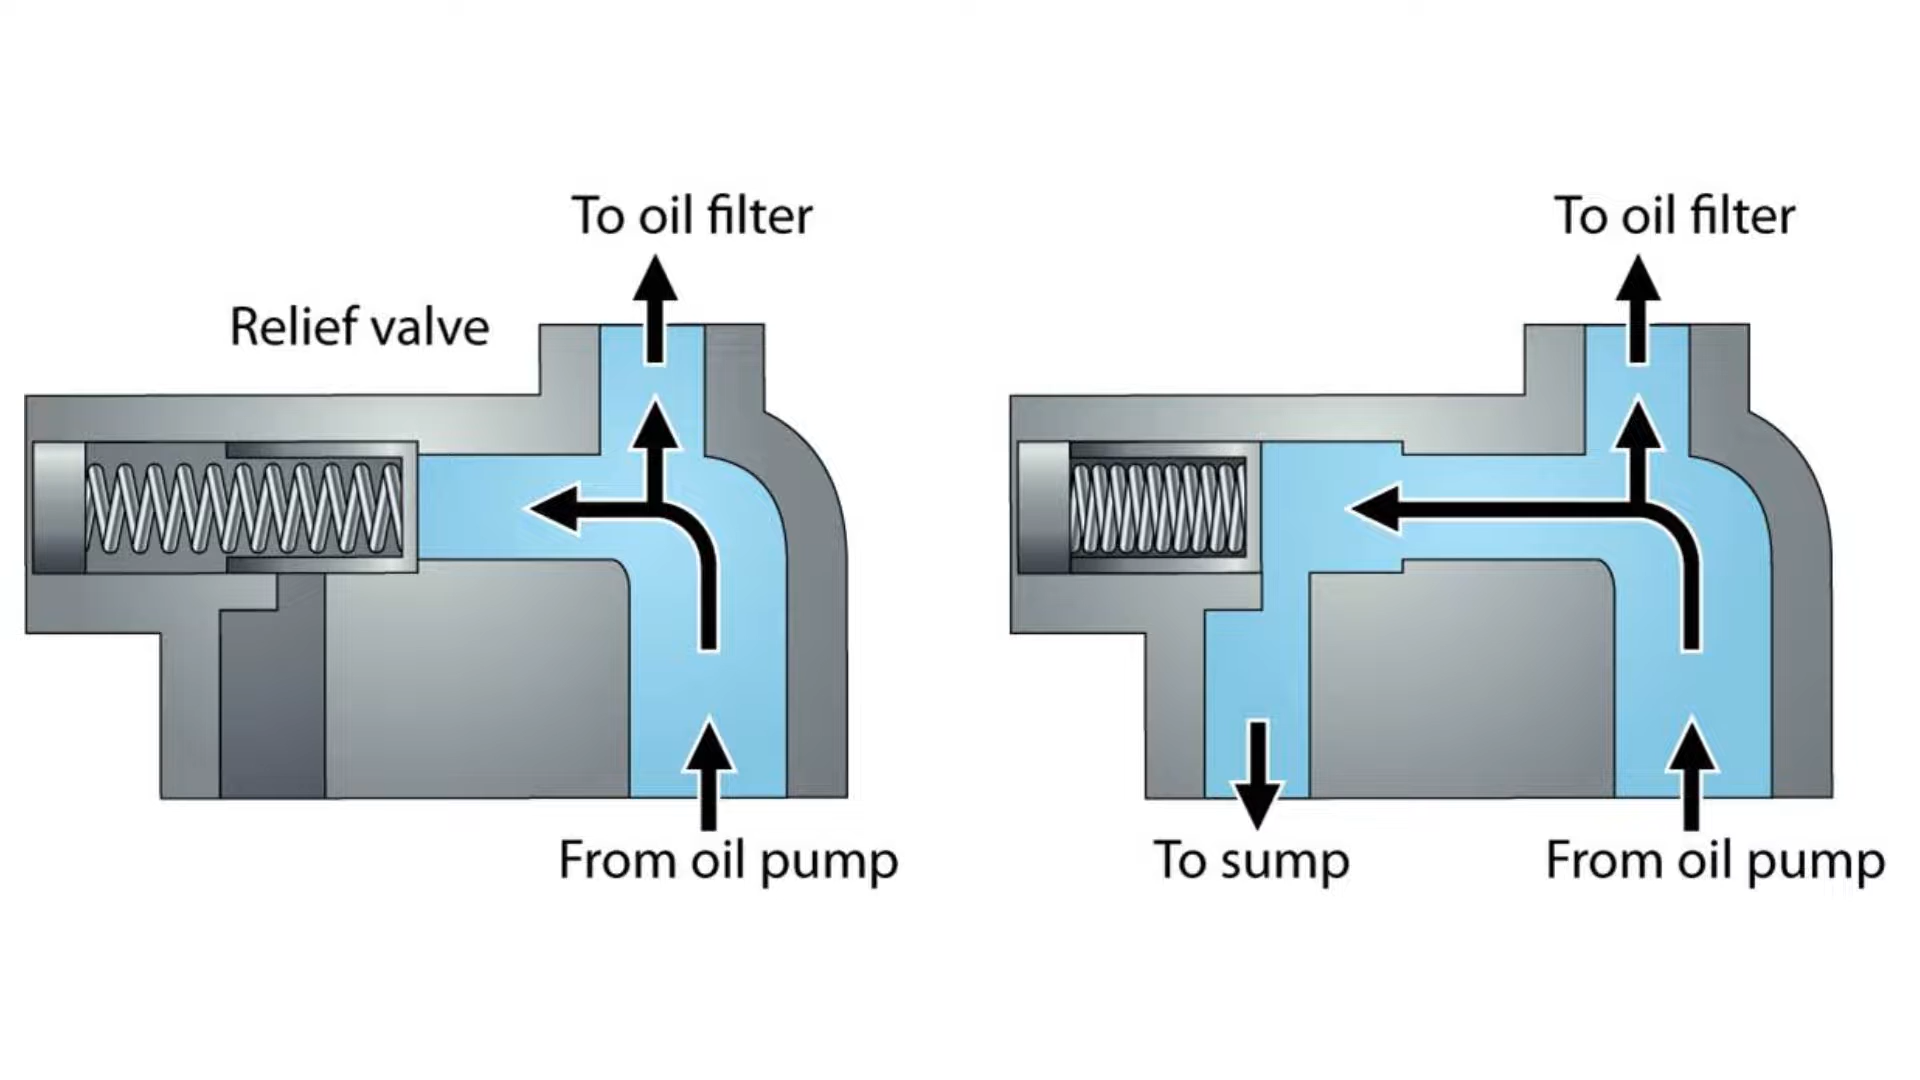 To oil filter
Relief valve
From oil pump
To oil filter
To sump
From oil pump